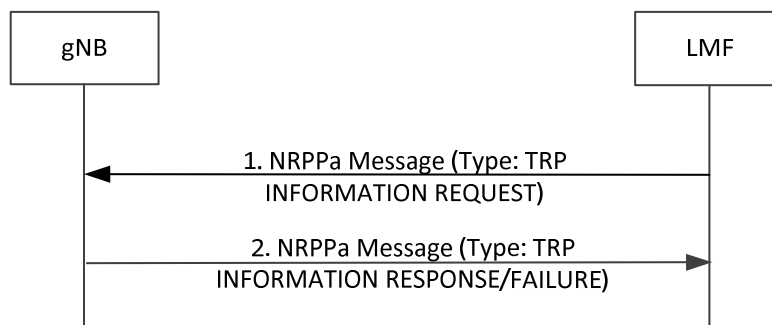 gNB
LMF
1. NRPPa Message (Type: TRP
INFORMATION REQUEST)
2. NRPPa Message (Type: TRP
INFORMATION RESPONSE/FAILURE)